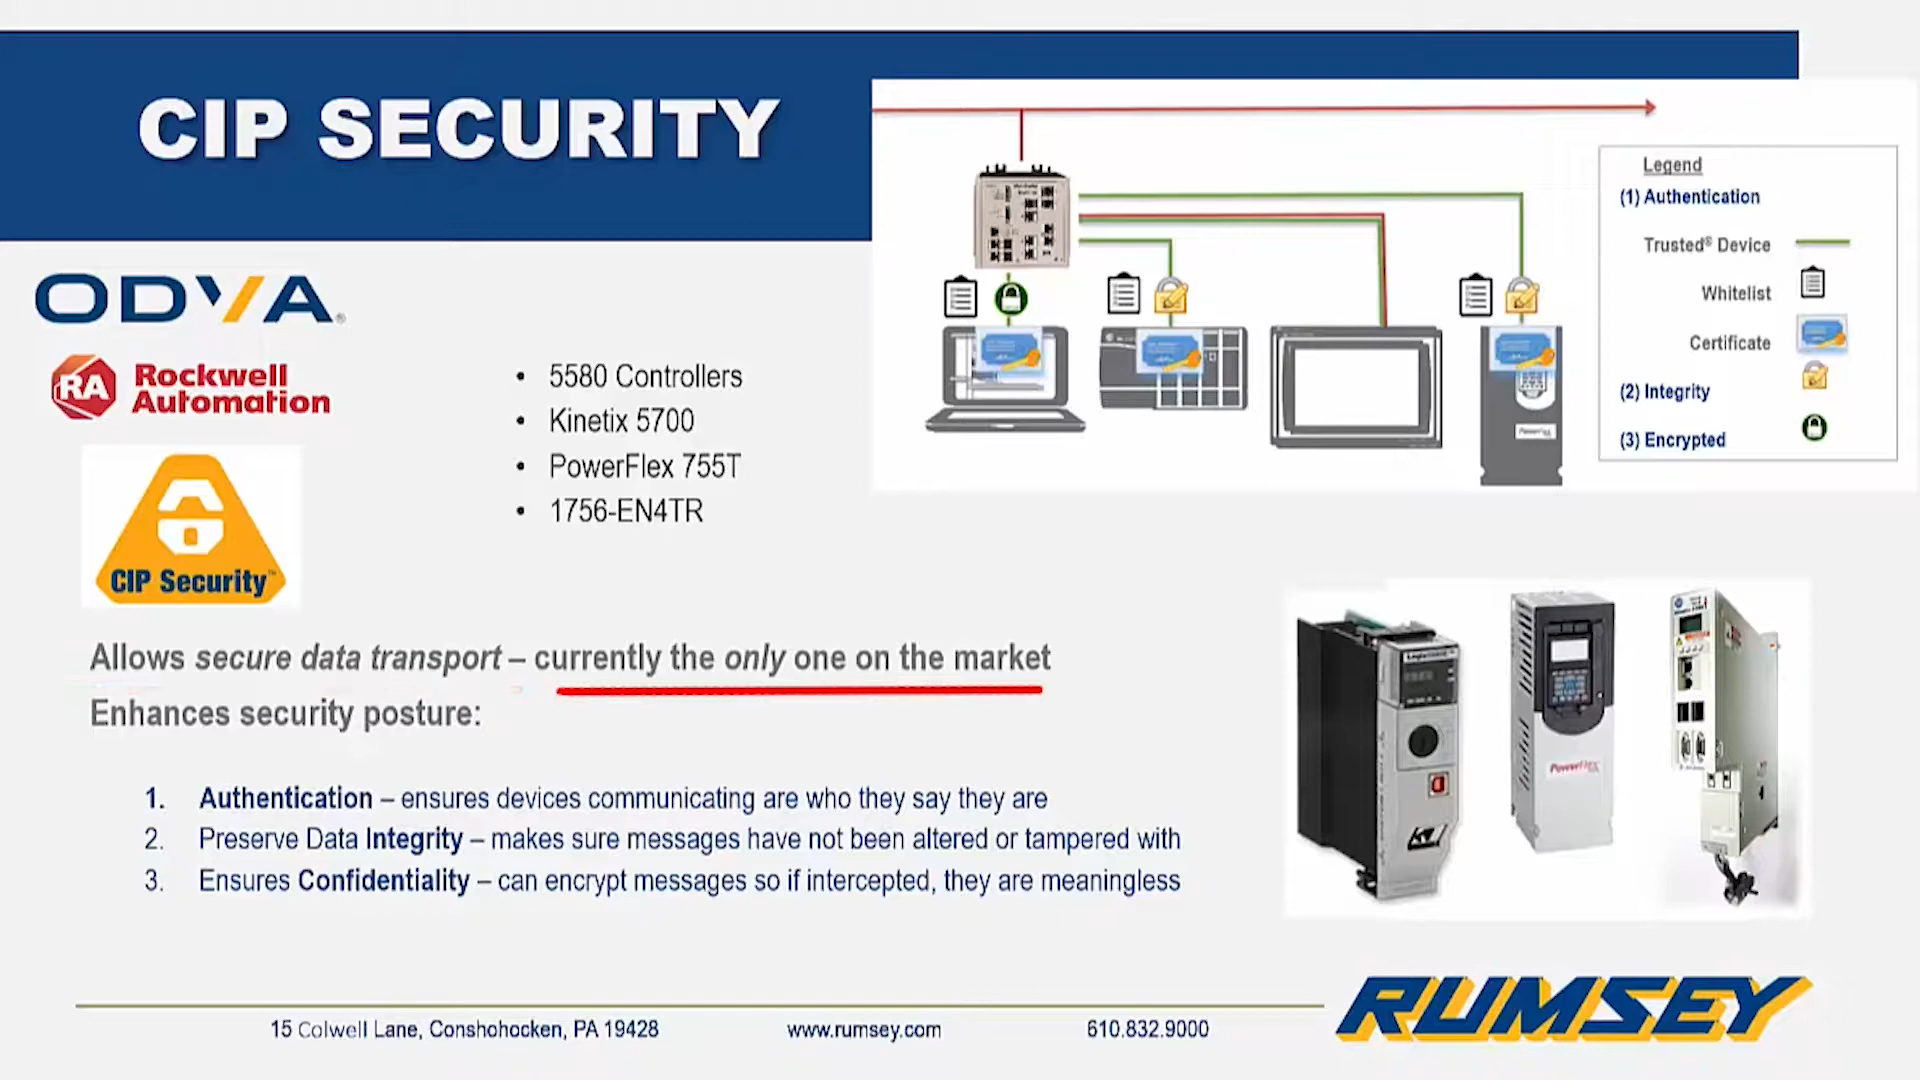 CIP SECURITY
ODVA®
RA Rockwell Automation
CIP Security™
• 5580 Controllers
• Kinetix 5700
• PowerFlex 755T
• 1756-EN4TR
Legend
(1) Authentication
Trusted® Device
Whitelist
Certificate
(2) Integrity
(3) Encrypted
PowerFlex
Allows secure data transport – currently the only one on the market
Enhances security posture:
1. Authentication – ensures devices communicating are who they say they are
2. Preserve Data Integrity – makes sure messages have not been altered or tampered with
3. Ensures Confidentiality – can encrypt messages so if intercepted, they are meaningless
PowerFlex
15 Colwell Lane, Conshohocken, PA 19428 www.rumsey.com 610.832.9000
RUMSEY